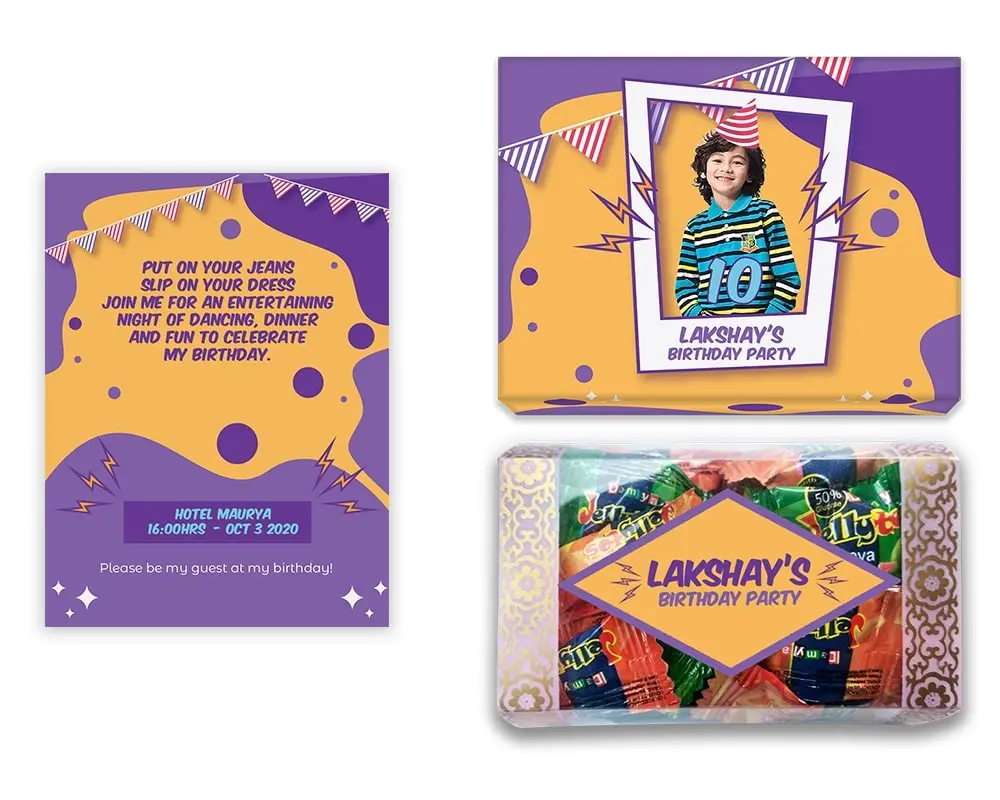 PUT ON YOUR JEANS
SLIP ON YOUR DRESS
JOIN ME FOR AN ENTERTAINING
NIGHT OF DANCING, DINNER
AND FUN TO CELEBRATE
MY BIRTHDAY.
HOTEL MAURYA
16:00HRS - OCT 3 2020
Please be my guest at my birthday!
10
LAKSHAY'S
BIRTHDAY PARTY
50%
LAKSHAY'S
BIRTHDAY PARTY